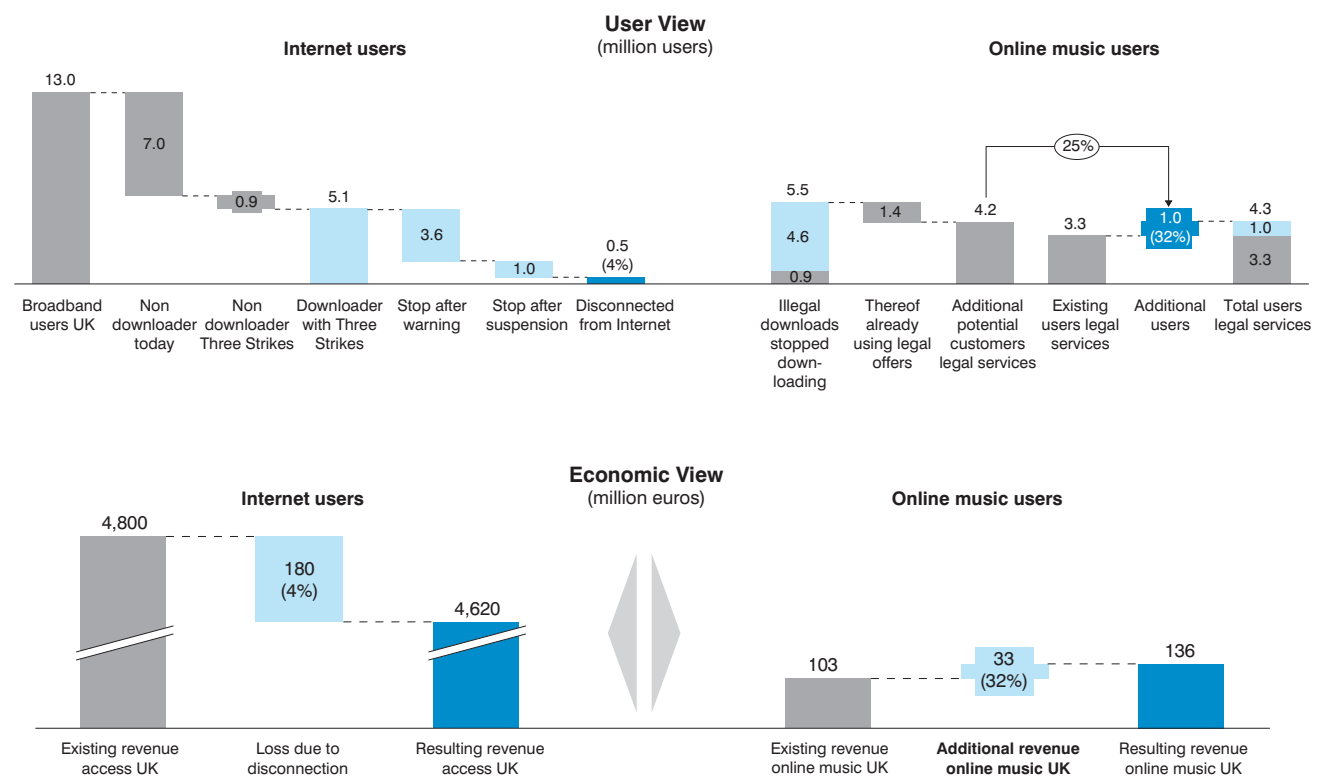 User View
(million users)
Internet users
Online music users
13.0
7.0
0.9
5.1
3.6
1.0
0.5
(4%)
Broadband
users UK
Non
downloader
today
Non
downloader
Three Strikes
Downloader
with Three
Strikes
Stop after
warning
Stop after
suspension
Disconnected
from Internet
25%
5.5
4.6
0.9
1.4
4.2
3.3
1.0
(32%)
4.3
1.0
3.3
Illegal
downloads
stopped
down-
loading
Thereof
already
using legal
offers
Additional
potential
customers
legal services
Existing
users legal
services
Additional
users
Total users
legal services
Economic View
(million euros)
Internet users
Online music users
4,800
180
(4%)
4,620
Existing revenue
access UK
Loss due to
disconnection
Resulting revenue
access UK
103
33
(32%)
136
Existing revenue
online music UK
Additional revenue
online music UK
Resulting revenue
online music UK